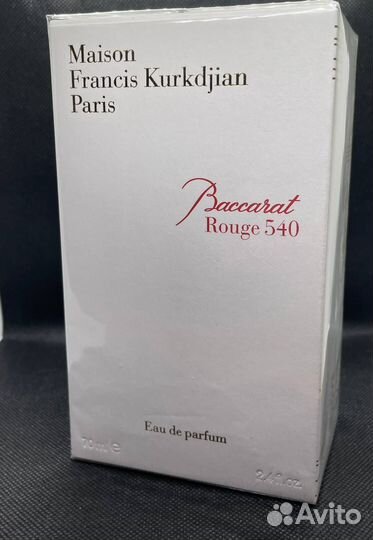 Maison
Francis Kurkdjian
Paris
Baccarat
Rouge 540
Eau de parfum
70 ml ℮
2.4 fl.oz.
Avito